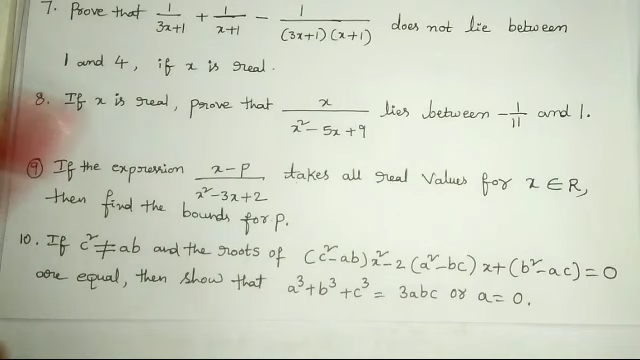 7. Prove that 1/(3x+1) + 1/(x+1) − 1/((3x+1)(x+1)) does not lie between
1 and 4, if x is real.
8. If x is real, prove that x/(x²−5x+9) lies between −1/11 and 1.
⑨ If the expression (x−p)/(x²−3x+2) takes all real values for x ∈ R,
then find the bounds for p.
10. If c² ≠ ab and the roots of (c²−ab)x²−2(a²−bc)x+(b²−ac)=0
are equal, then show that a³+b³+c³ = 3abc or a=0.